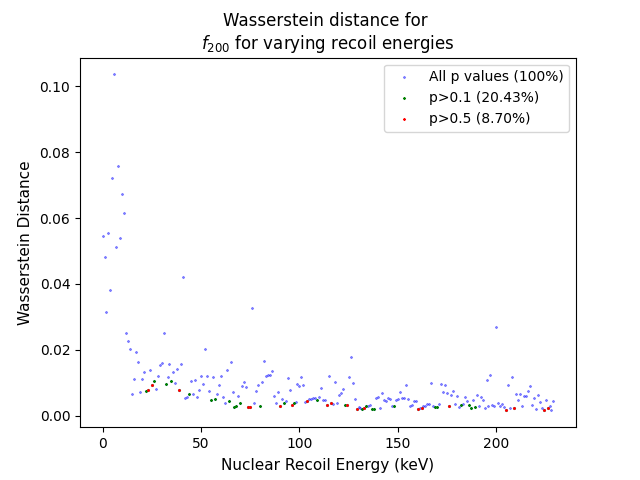 Wasserstein distance for
f₂₀₀ for varying recoil energies
All p values (100%)
p>0.1 (20.43%)
p>0.5 (8.70%)
0.10
0.08
0.06
0.04
0.02
0.00
Wasserstein Distance
0 50 100 150 200
Nuclear Recoil Energy (keV)